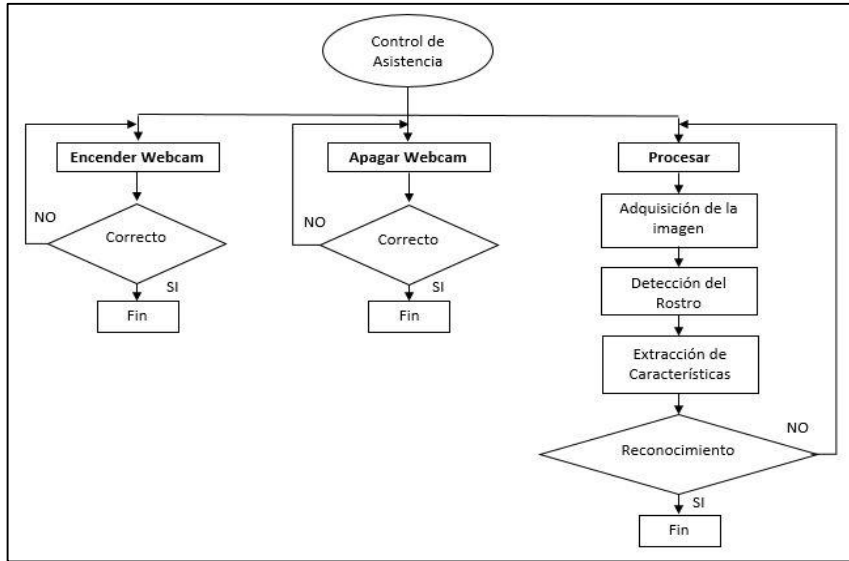 Control de
Asistencia
Encender Webcam
NO
Correcto
SI
Fin
Apagar Webcam
NO
Correcto
SI
Fin
Procesar
Adquisición de la
imagen
Detección del
Rostro
Extracción de
Características
NO
Reconocimiento
SI
Fin